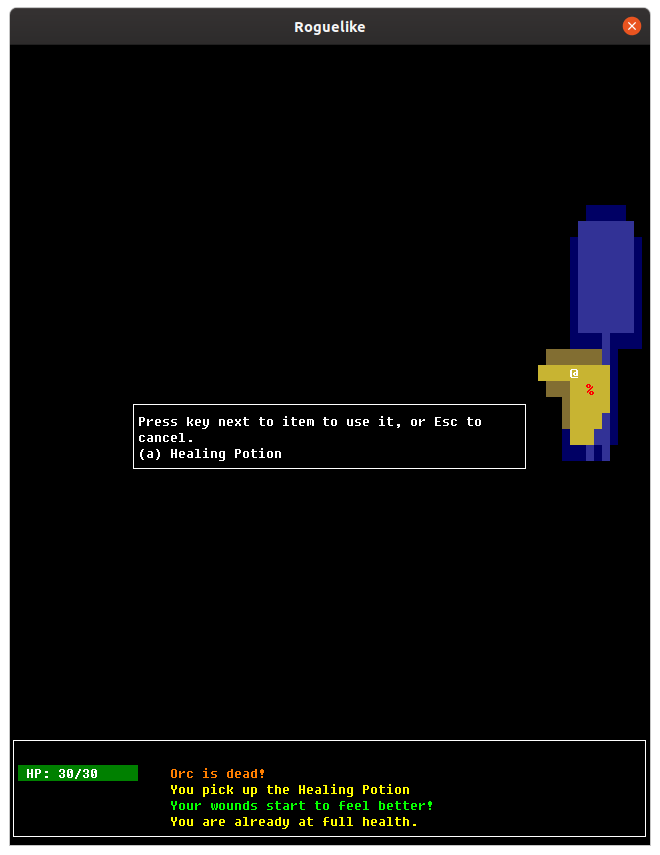 Roguelike
@
%
Press key next to item to use it, or Esc to
cancel.
(a) Healing Potion
HP: 30/30
Orc is dead!
You pick up the Healing Potion
Your wounds start to feel better!
You are already at full health.